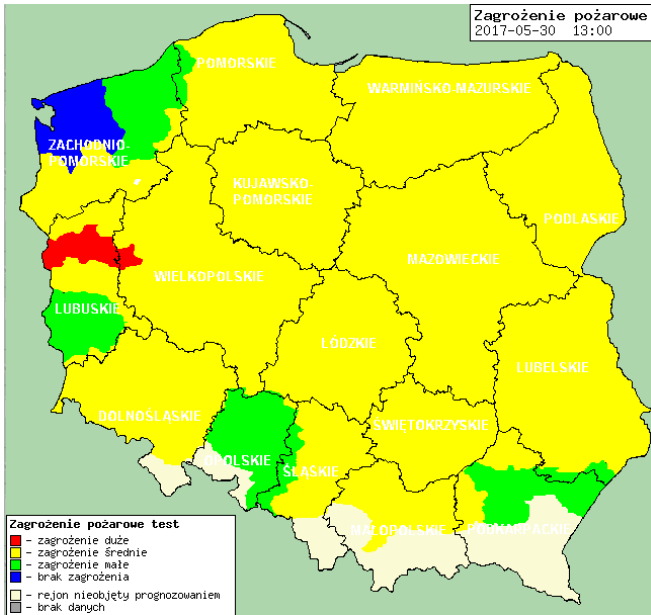 Zagrożenie pożarowe
2017-05-30 13:00
POMORSKIE
WARMIŃSKO-MAZURSKIE
ZACHODNIO-
POMORSKIE
KUJAWSKO-
POMORSKIE
PODLASKIE
MAZOWIECKIE
WIELKOPOLSKIE
LUBUSKIE
ŁÓDZKIE
LUBELSKIE
DOLNOŚLĄSKIE
ŚWIĘTOKRZYSKIE
OPOLSKIE
ŚLĄSKIE
MAŁOPOLSKIE
PODKARPACKIE
Zagrożenie pożarowe test
- zagrożenie duże
- zagrożenie średnie
- zagrożenie małe
- brak zagrożenia
- rejon nieobjęty prognozowaniem
- brak danych